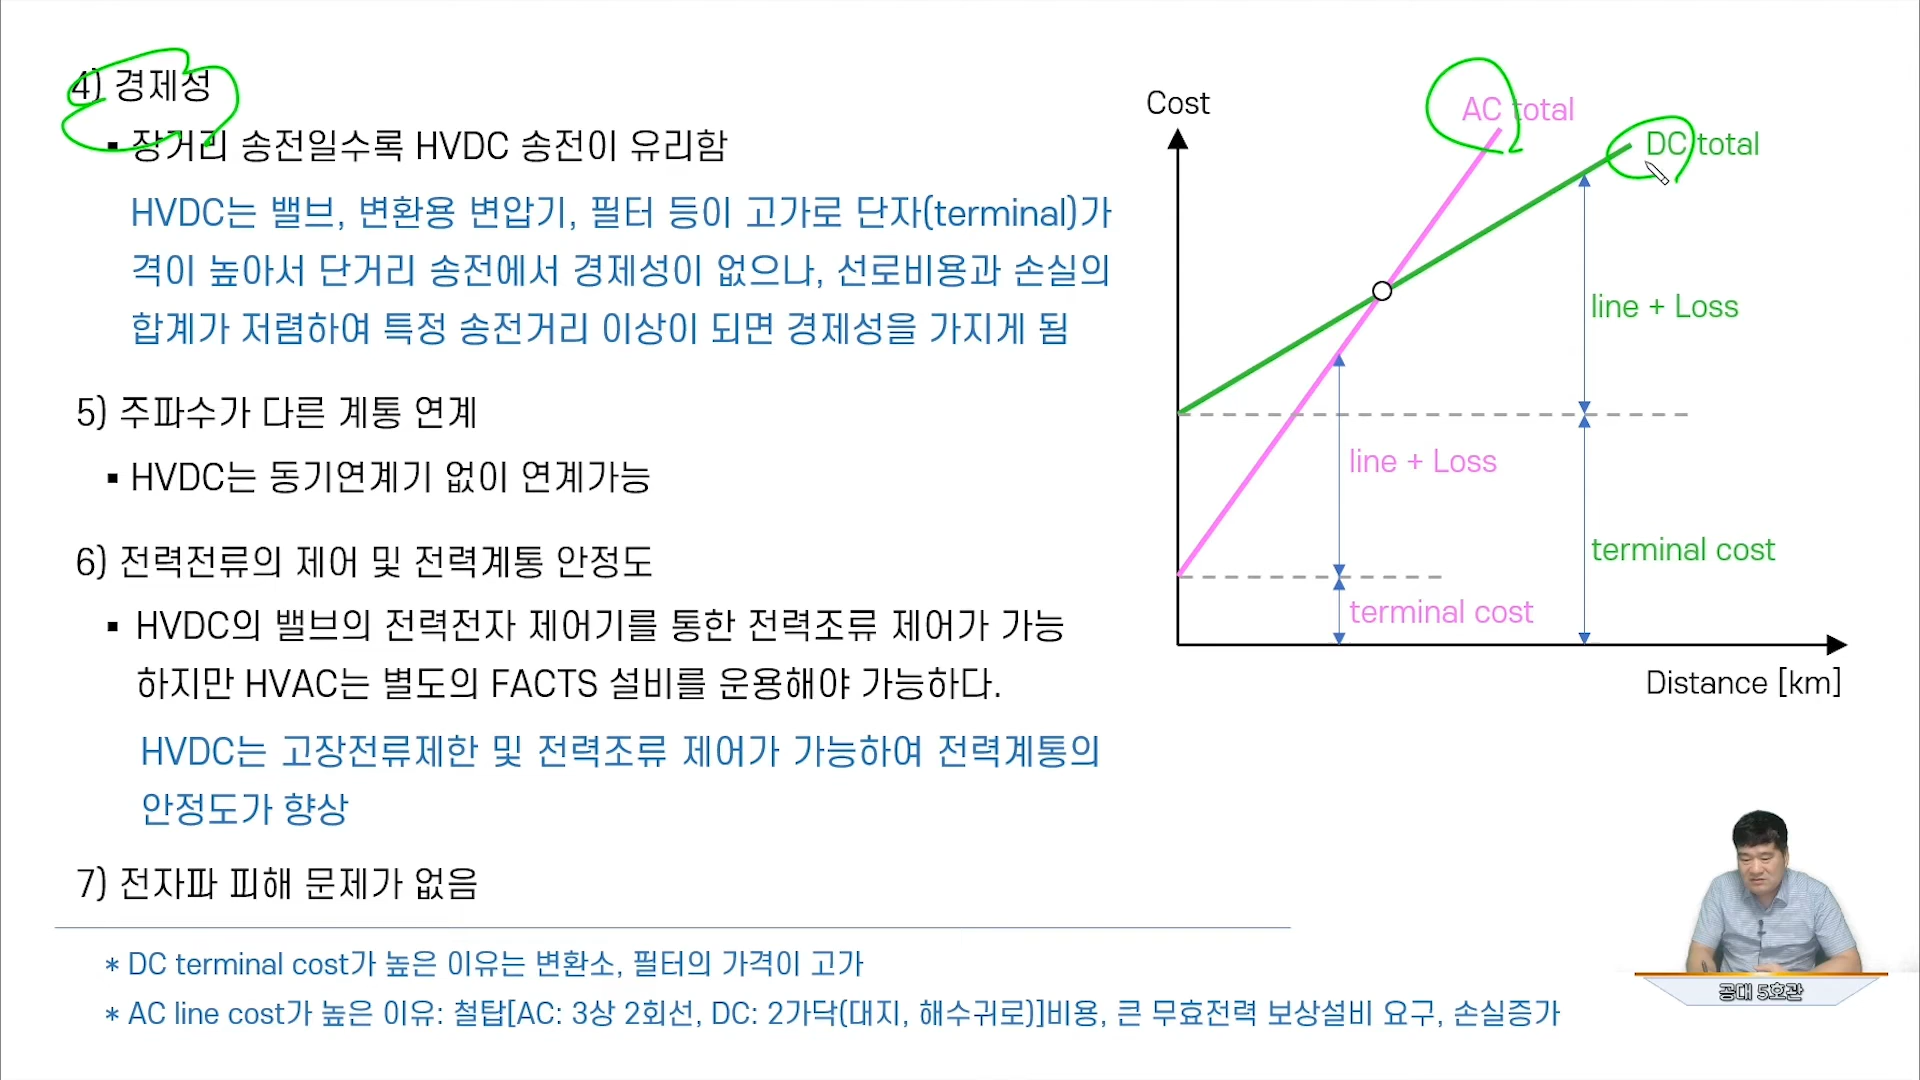 4) 경제성
▪ 장거리 송전일수록 HVDC 송전이 유리함
HVDC는 밸브, 변환용 변압기, 필터 등이 고가로 단자(terminal)가
격이 높아서 단거리 송전에서 경제성이 없으나, 선로비용과 손실의
합계가 저렴하여 특정 송전거리 이상이 되면 경제성을 가지게 됨
5) 주파수가 다른 계통 연계
▪ HVDC는 동기연계기 없이 연계가능
6) 전력전류의 제어 및 전력계통 안정도
▪ HVDC의 밸브의 전력전자 제어기를 통한 전력조류 제어가 가능
하지만 HVAC는 별도의 FACTS 설비를 운용해야 가능하다.
HVDC는 고장전류제한 및 전력조류 제어가 가능하여 전력계통의
안정도가 향상
7) 전자파 피해 문제가 없음
* DC terminal cost가 높은 이유는 변환소, 필터의 가격이 고가
* AC line cost가 높은 이유: 철탑[AC: 3상 2회선, DC: 2가닥(대지, 해수귀로)]비용, 큰 무효전력 보상설비 요구, 손실증가
Cost
AC total
DC total
line + Loss
line + Loss
terminal cost
terminal cost
Distance [km]
공대 5호관